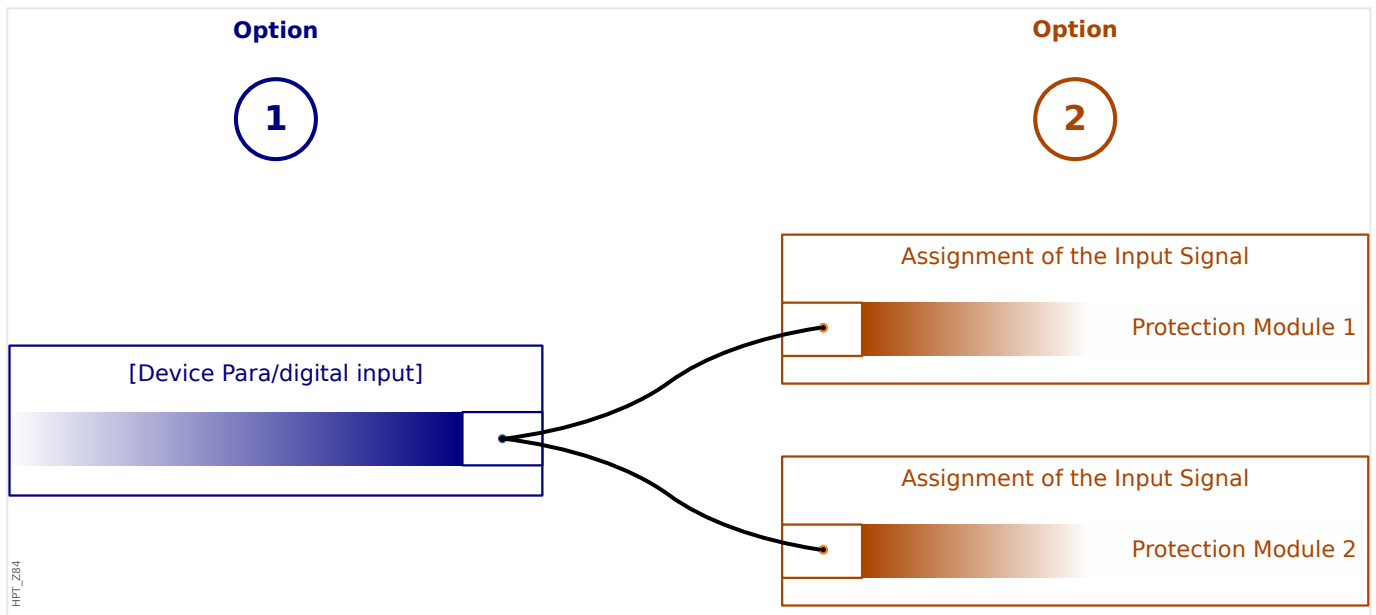 Option
1
Option
2
[Device Para/digital input]
Assignment of the Input Signal
Protection Module 1
Assignment of the Input Signal
Protection Module 2
HPT_Z84